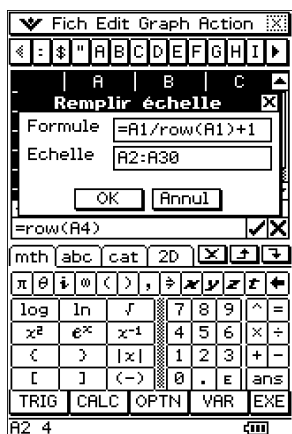 Fich Edit Graph Action
: $ " A B C D E F G H I
A B C
Remplir échelle
Formule =A1/row(A1)+1
Echelle A2:A30
OK Annul
=row(A4)
mth abc cat 2D
π θ i ∞ ( ) , ⇒ x y z t
log ln √ 7 8 9 ^ =
x² eˣ x⁻¹ 4 5 6 × ÷
( ) |x| 1 2 3 + -
[ ] (-) 0 . E ans
TRIG CALC OPTN VAR EXE
A2 4